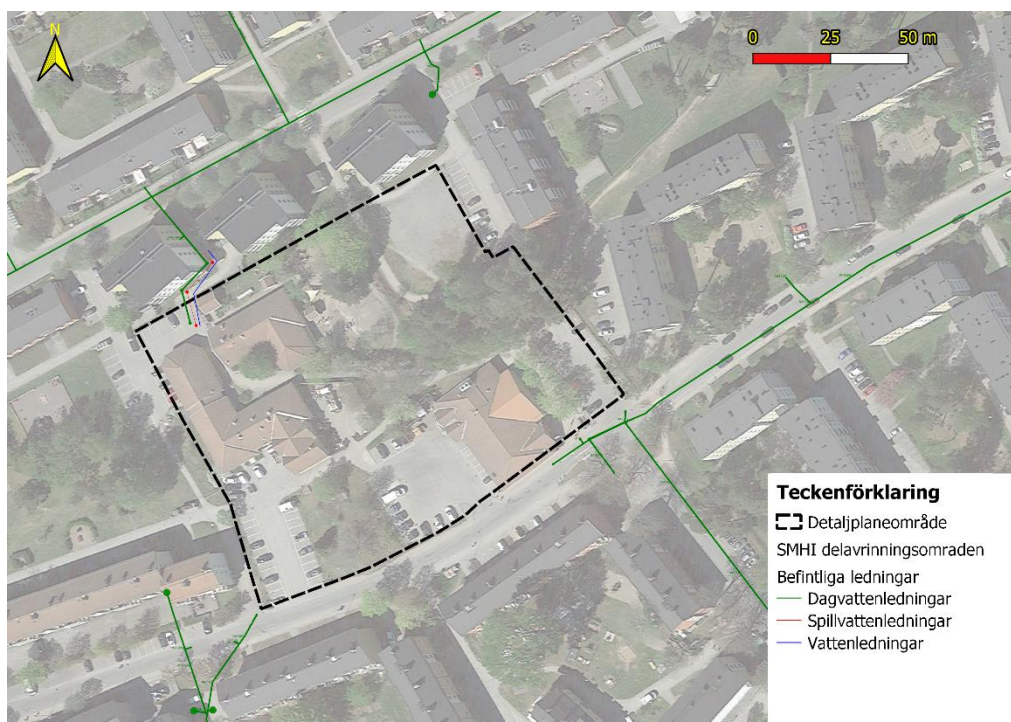 N
0 25 50 m
Teckenförklaring
Detaljplaneområde
SMHI delavrinningsomraden
Befintliga ledningar
Dagvattenledningar
Spillvattenledningar
Vattenledningar